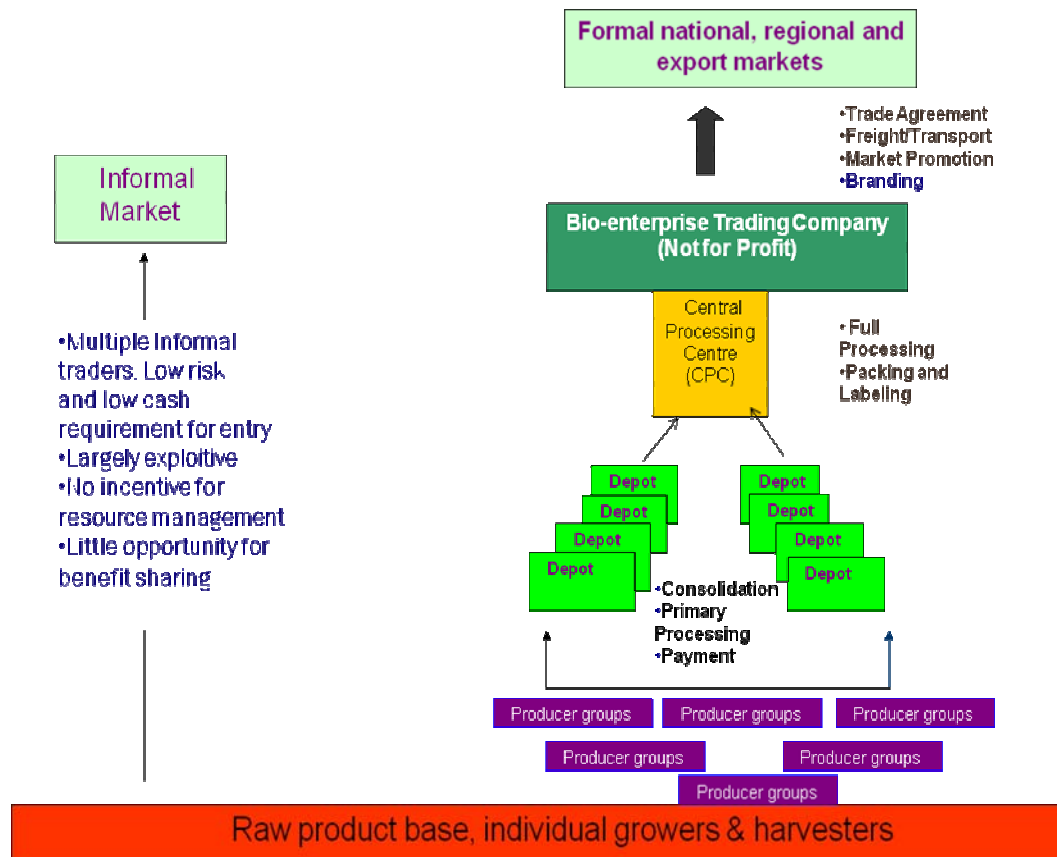 Formal national, regional and
export markets
•Trade Agreement
•Freight/Transport
•Market Promotion
•Branding
Informal
Market
Bio-enterprise Trading Company
(Not for Profit)
Central
Processing
Centre
(CPC)
• Full
Processing
•Packing and
Labeling
•Multiple Informal
traders. Low risk
and low cash
requirement for entry
•Largely exploitive
•No incentive for
resource management
•Little opportunity for
benefit sharing
Depot
Depot
Depot
Depot
Depot
Depot
Depot
Depot
•Consolidation
•Primary
Processing
•Payment
Producer groups
Producer groups
Producer groups
Producer groups
Producer groups
Producer groups
Raw product base, individual growers & harvesters